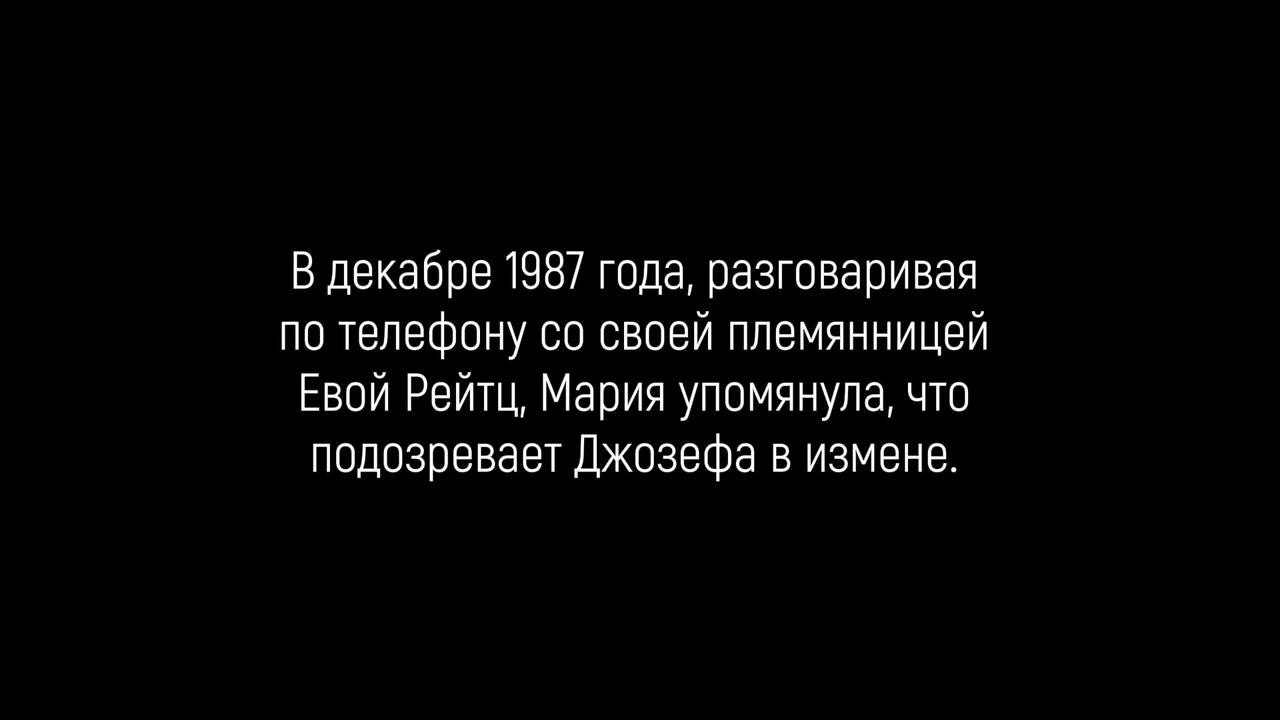 В декабре 1987 года, разговаривая
по телефону со своей племянницей
Евой Рейтц, Мария упомянула, что
подозревает Джозефа в измене.